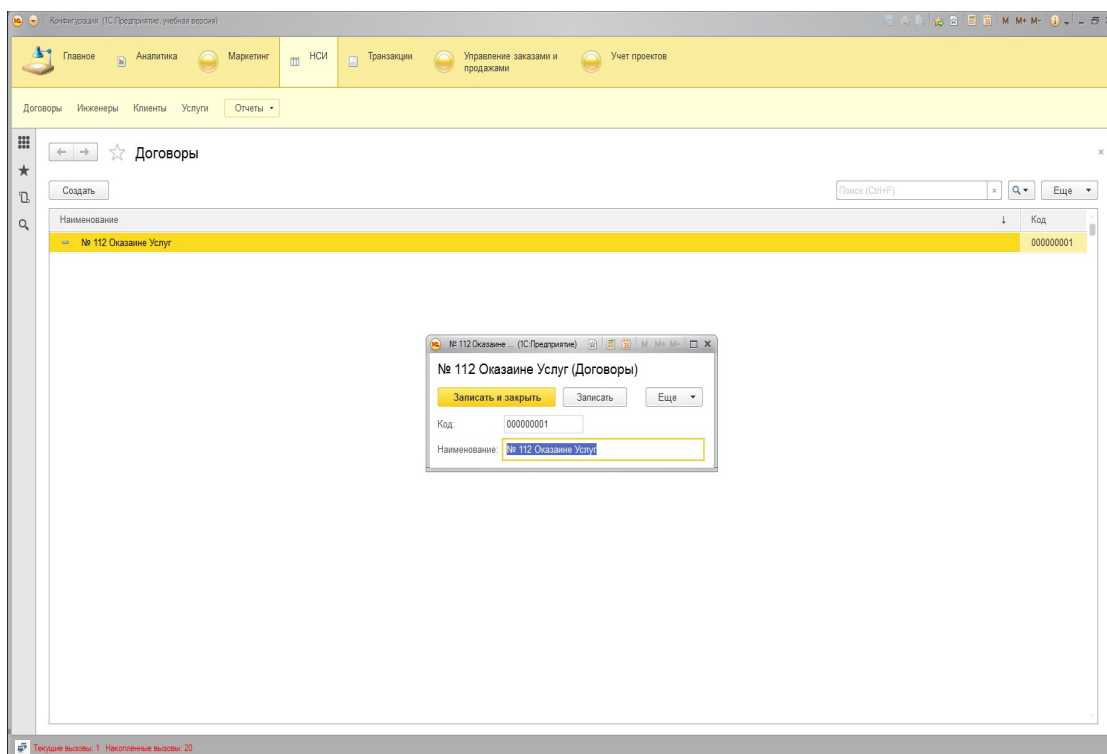 Конфигурация (1С:Предприятие, учебная версия)
M M+ M-
Главное
Аналитика
Маркетинг
НСИ
Транзакции
Управление заказами и
продажами
Учет проектов
Договоры Инженеры Клиенты Услуги Отчеты
Договоры
Создать
Поиск (Ctrl+F)
Еще
Наименование
Код
№ 112 Оказаине Услуг
000000001
№ 112 Оказаине ... (1С:Предприятие)
M M+ M-
№ 112 Оказаине Услуг (Договоры)
Записать и закрыть
Записать
Еще
Код: 000000001
Наименование: № 112 Оказаине Услуг
Текущие вызовы: 1 Накопленные вызовы: 20